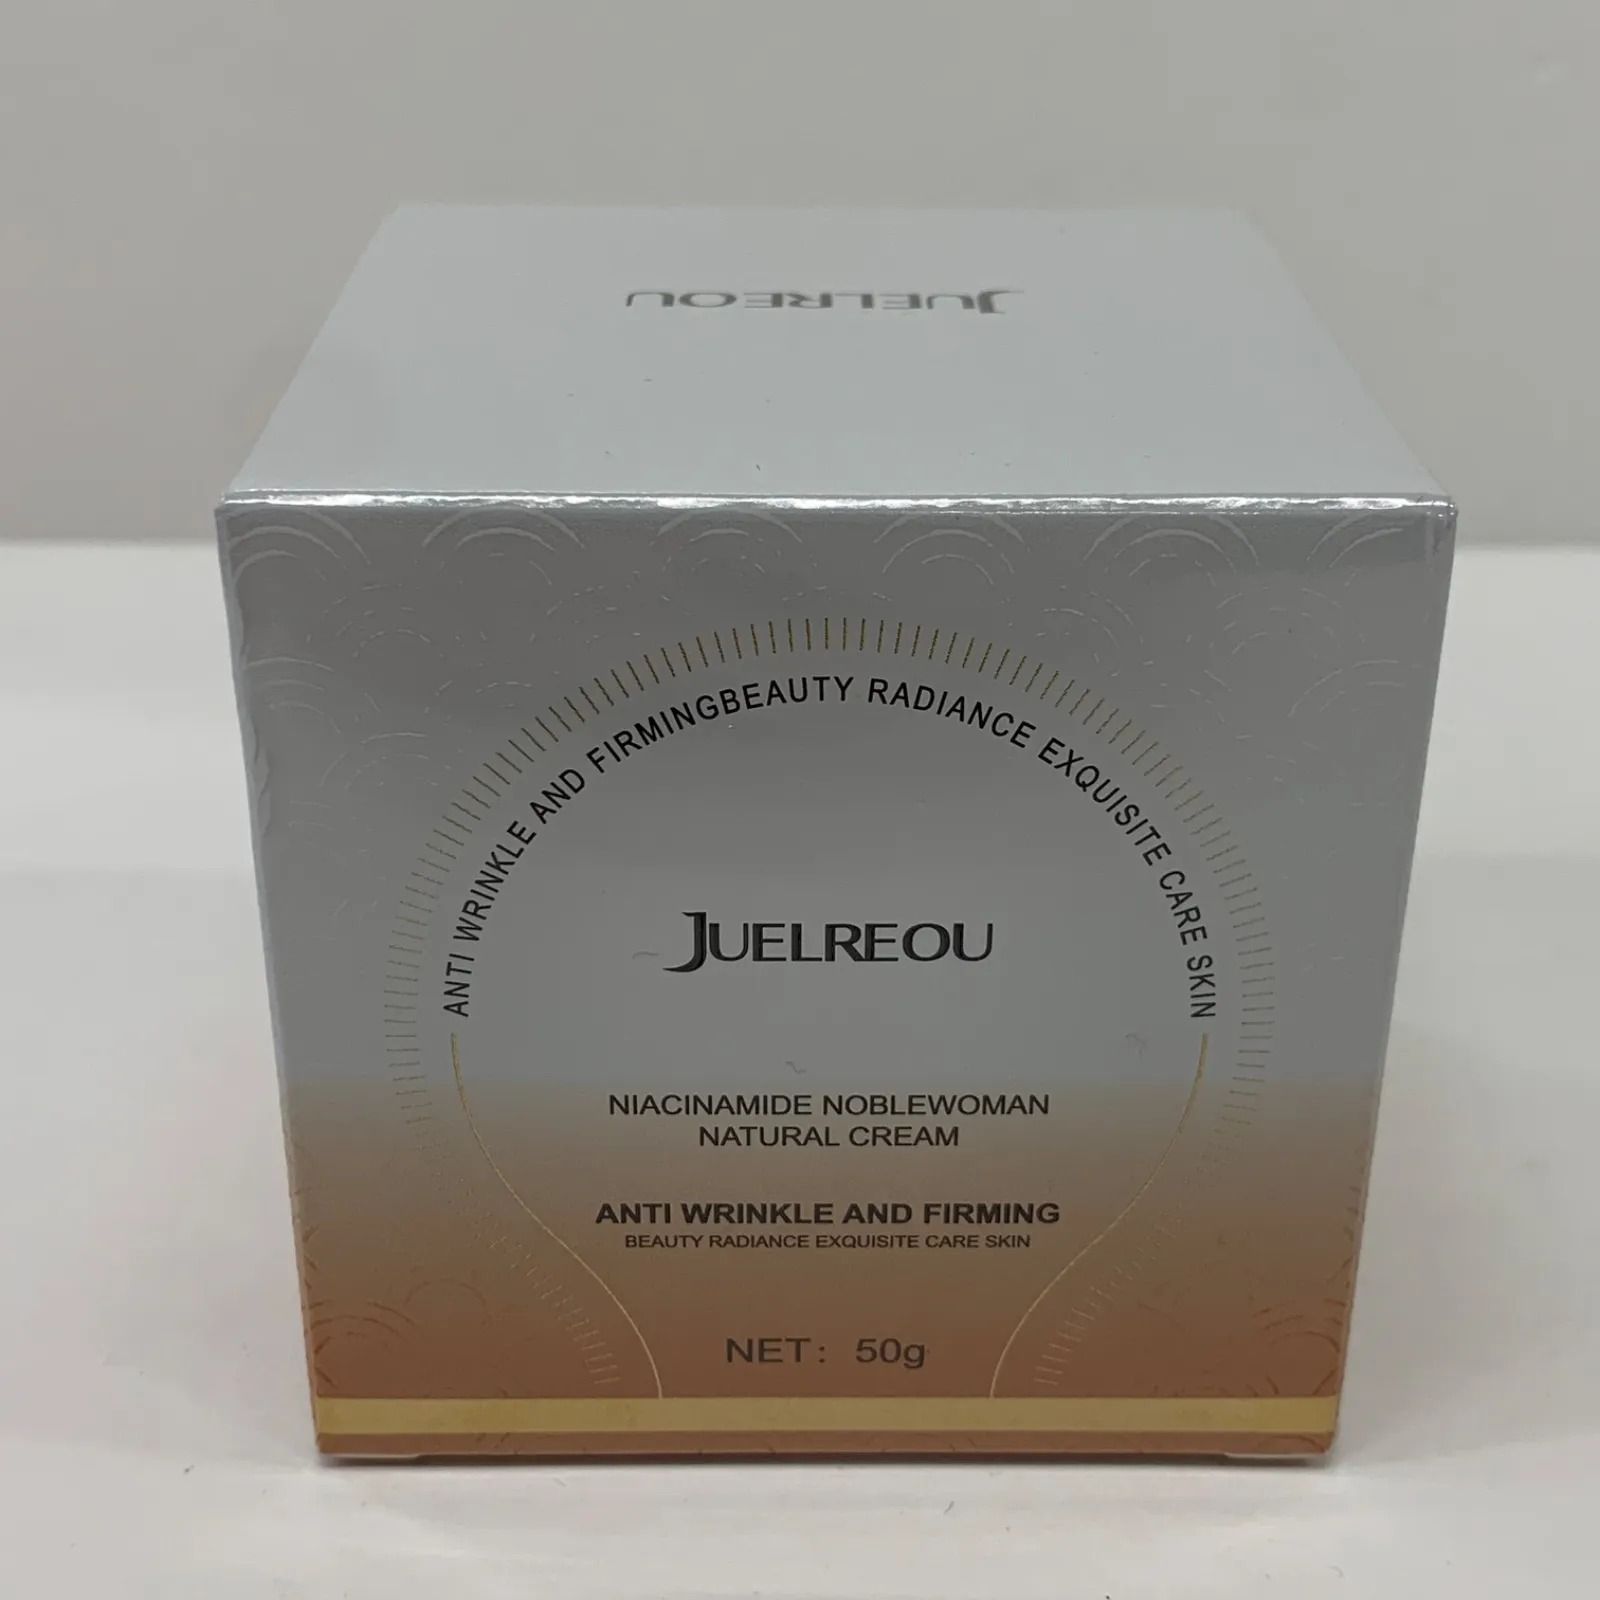 JUELREOU
ANTI WRINKLE AND FIRMINGBEAUTY RADIANCE EXQUISITE CARE SKIN
JUELREOU
NIACINAMIDE NOBLEWOMAN
NATURAL CREAM
ANTI WRINKLE AND FIRMING
BEAUTY RADIANCE EXQUISITE CARE SKIN
NET: 50g